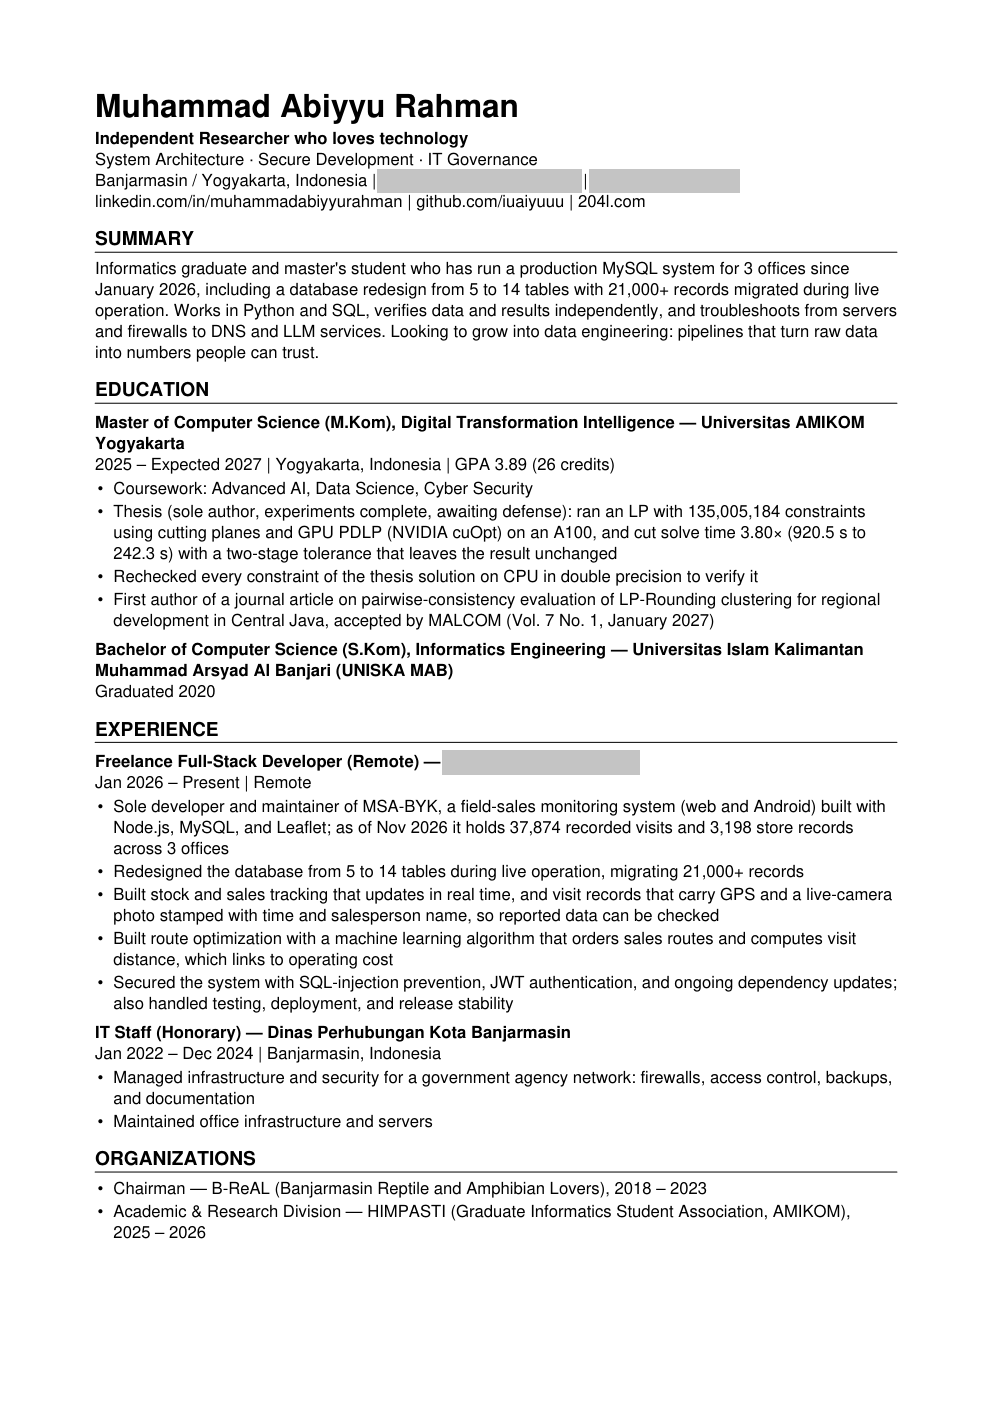 Muhammad Abiyyu Rahman
Independent Researcher who loves technology
System Architecture · Secure Development · IT Governance
Banjarmasin / Yogyakarta, Indonesia | |
linkedin.com/in/muhammadabiyyurahman | github.com/iuaiyuuu | 204l.com
SUMMARY
Informatics graduate and master's student who has run a production MySQL system for 3 offices since
January 2026, including a database redesign from 5 to 14 tables with 21,000+ records migrated during live
operation. Works in Python and SQL, verifies data and results independently, and troubleshoots from servers
and firewalls to DNS and LLM services. Looking to grow into data engineering: pipelines that turn raw data
into numbers people can trust.
EDUCATION
Master of Computer Science (M.Kom), Digital Transformation Intelligence — Universitas AMIKOM
Yogyakarta
2025 – Expected 2027 | Yogyakarta, Indonesia | GPA 3.89 (26 credits)
• Coursework: Advanced AI, Data Science, Cyber Security
• Thesis (sole author, experiments complete, awaiting defense): ran an LP with 135,005,184 constraints
using cutting planes and GPU PDLP (NVIDIA cuOpt) on an A100, and cut solve time 3.80× (920.5 s to
242.3 s) with a two-stage tolerance that leaves the result unchanged
• Rechecked every constraint of the thesis solution on CPU in double precision to verify it
• First author of a journal article on pairwise-consistency evaluation of LP-Rounding clustering for regional
development in Central Java, accepted by MALCOM (Vol. 7 No. 1, January 2027)
Bachelor of Computer Science (S.Kom), Informatics Engineering — Universitas Islam Kalimantan
Muhammad Arsyad Al Banjari (UNISKA MAB)
Graduated 2020
EXPERIENCE
Freelance Full-Stack Developer (Remote) —
Jan 2026 – Present | Remote
• Sole developer and maintainer of MSA-BYK, a field-sales monitoring system (web and Android) built with
Node.js, MySQL, and Leaflet; as of Nov 2026 it holds 37,874 recorded visits and 3,198 store records
across 3 offices
• Redesigned the database from 5 to 14 tables during live operation, migrating 21,000+ records
• Built stock and sales tracking that updates in real time, and visit records that carry GPS and a live-camera
photo stamped with time and salesperson name, so reported data can be checked
• Built route optimization with a machine learning algorithm that orders sales routes and computes visit
distance, which links to operating cost
• Secured the system with SQL-injection prevention, JWT authentication, and ongoing dependency updates;
also handled testing, deployment, and release stability
IT Staff (Honorary) — Dinas Perhubungan Kota Banjarmasin
Jan 2022 – Dec 2024 | Banjarmasin, Indonesia
• Managed infrastructure and security for a government agency network: firewalls, access control, backups,
and documentation
• Maintained office infrastructure and servers
ORGANIZATIONS
• Chairman — B-ReAL (Banjarmasin Reptile and Amphibian Lovers), 2018 – 2023
• Academic & Research Division — HIMPASTI (Graduate Informatics Student Association, AMIKOM),
2025 – 2026